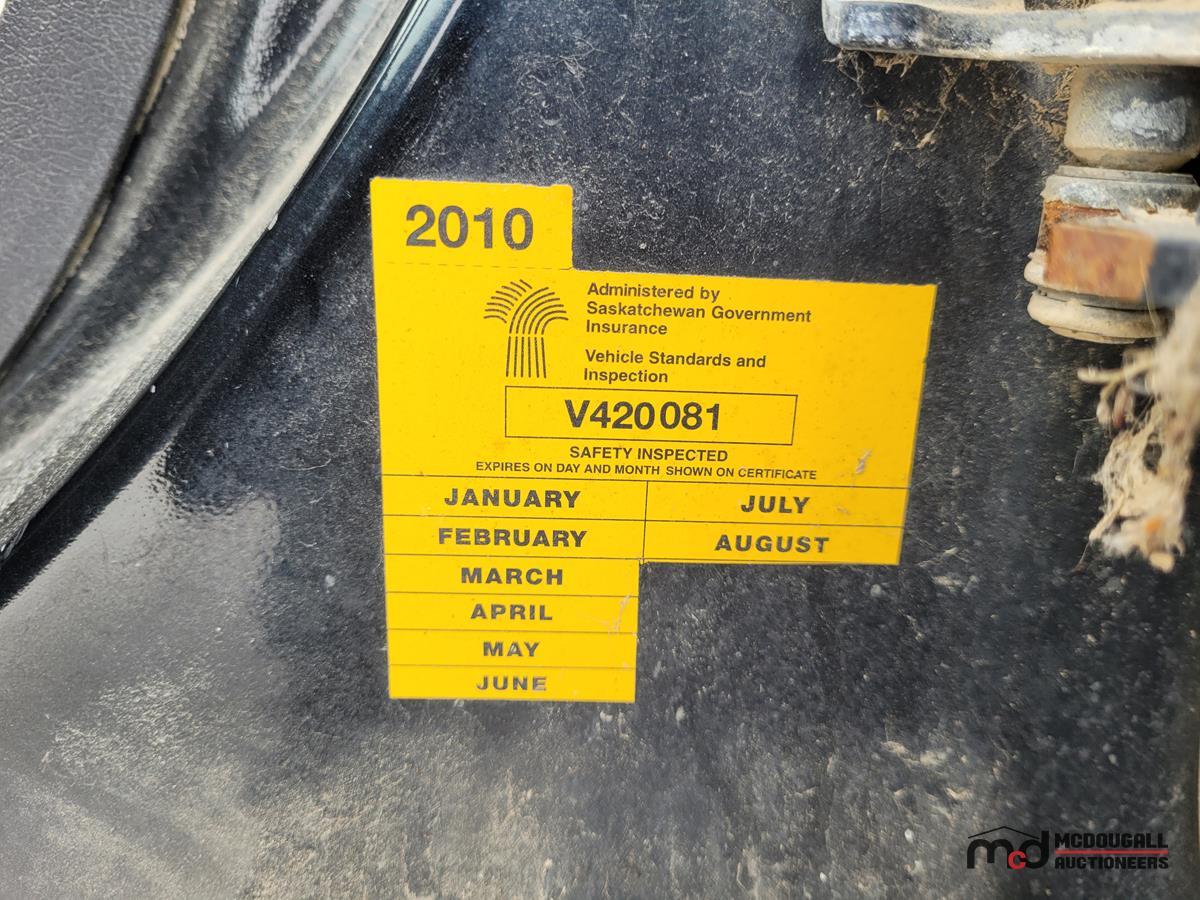 2010
Administered by
Saskatchewan Government
Insurance
Vehicle Standards and
Inspection
V420081
SAFETY INSPECTED
EXPIRES ON DAY AND MONTH SHOWN ON CERTIFICATE
JANUARY JULY
FEBRUARY AUGUST
MARCH
APRIL
MAY
JUNE
mcd MCDOUGALL
AUCTIONEERS